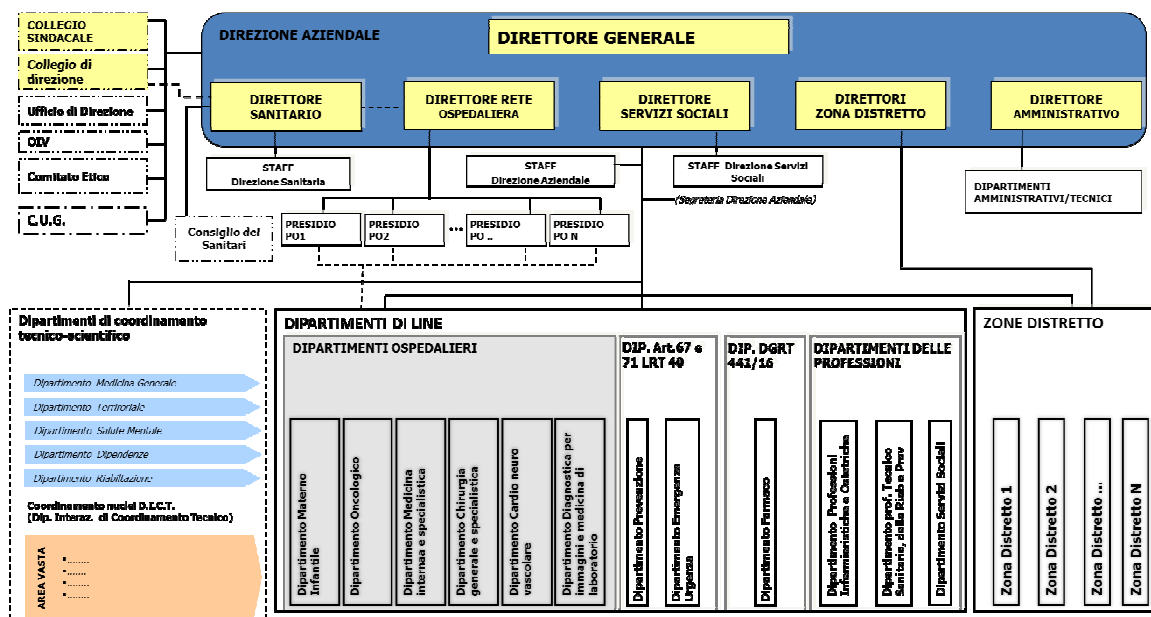 COLLEGIO
SINDACALE
Collegio di
direzione
Ufficio di Direzione
OIV
Comitato Etico
C.U.G.
DIREZIONE AZIENDALE
DIRETTORE GENERALE
DIRETTORE
SANITARIO
DIRETTORE RETE
OSPEDALIERA
DIRETTORE
SERVIZI SOCIALI
DIRETTORI
ZONA DISTRETTO
DIRETTORE
AMMINISTRATIVO
STAFF
Direzione Sanitaria
STAFF
Direzione Aziendale
STAFF Direzione Servizi
Sociali
(Segreteria Direzione Aziendale)
DIPARTIMENTI
AMMINISTRATIVI/TECNICI
Consiglio dei
Sanitari
PRESIDIO
PO1
PRESIDIO
PO2
...
PRESIDIO
PO ..
PRESIDIO
PO N
Dipartimenti di coordinamento
tecnico-scientifico
Dipartimento Medicina Generale
Dipartimento Territoriale
Dipartimento Salute Mentale
Dipartimento Dipendenze
Dipartimento Riabilitazione
Coordinamento nuclei D.I.C.T.
(Dip. Interaz. di Coordinamento Tecnico)
AREA VASTA
•........
•.......
•........
•........
DIPARTIMENTI DI LINE
DIPARTIMENTI OSPEDALIERI
Dipartimento Materno
Infantile
Dipartimento Oncologico
Dipartimento Medicina
internaa e specialistica
Dipartimento Chirurgia
generale e specialistica
Dipartimento Cardio neuro
vascolare
Dipartimento Diagnostica per
immagini e medicina di
laboratorio
DIP. Art.67 e
71 LRT 40
Dipartimento Prevenzione
Dipartimento Emergenza
Urgenza
DIP. DGRT
441/16
Dipartimento Farmaco
DIPARTIMENTI DELLE
PROFESSIONI
Dipartimento Professioni
Infermieristiche e Ostetriche
Dipartimento prof. Tecnico
Sanitarie, della Riab e Prev
Dipartimento Servizi Sociali
ZONE DISTRETTO
Zona Distretto 1
Zona Distretto 2
Zona Distretto ...
Zona Distretto N